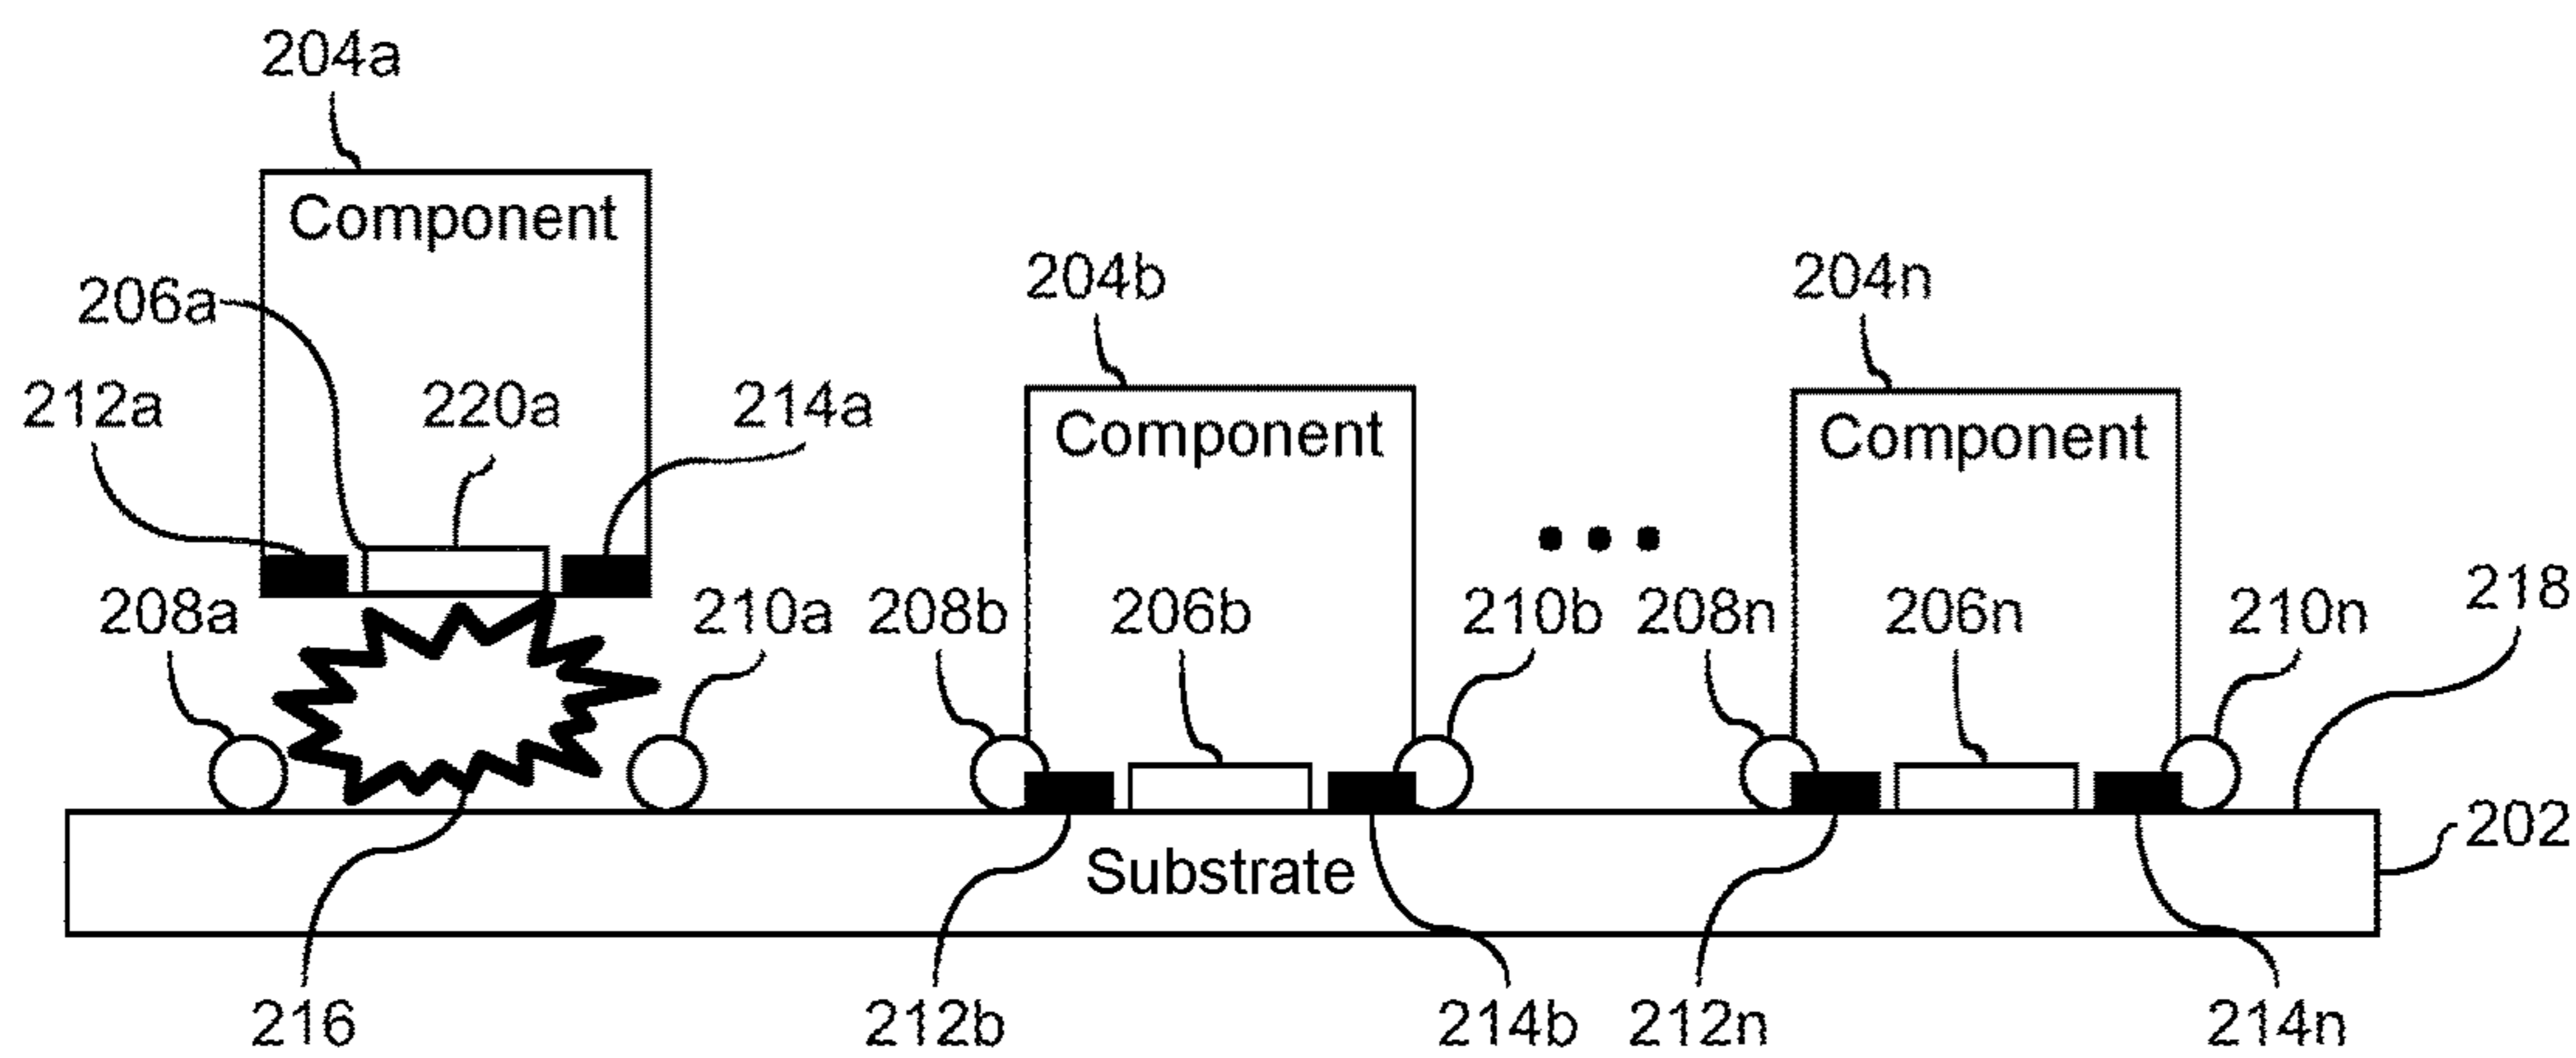 204a
Component
206a
204b
204n
212a
220a
214a
Component
Component
208a
210a
208b
206b
210b
208n
206n
210n
218
202
Substrate
216
212b
214b
212n
214n